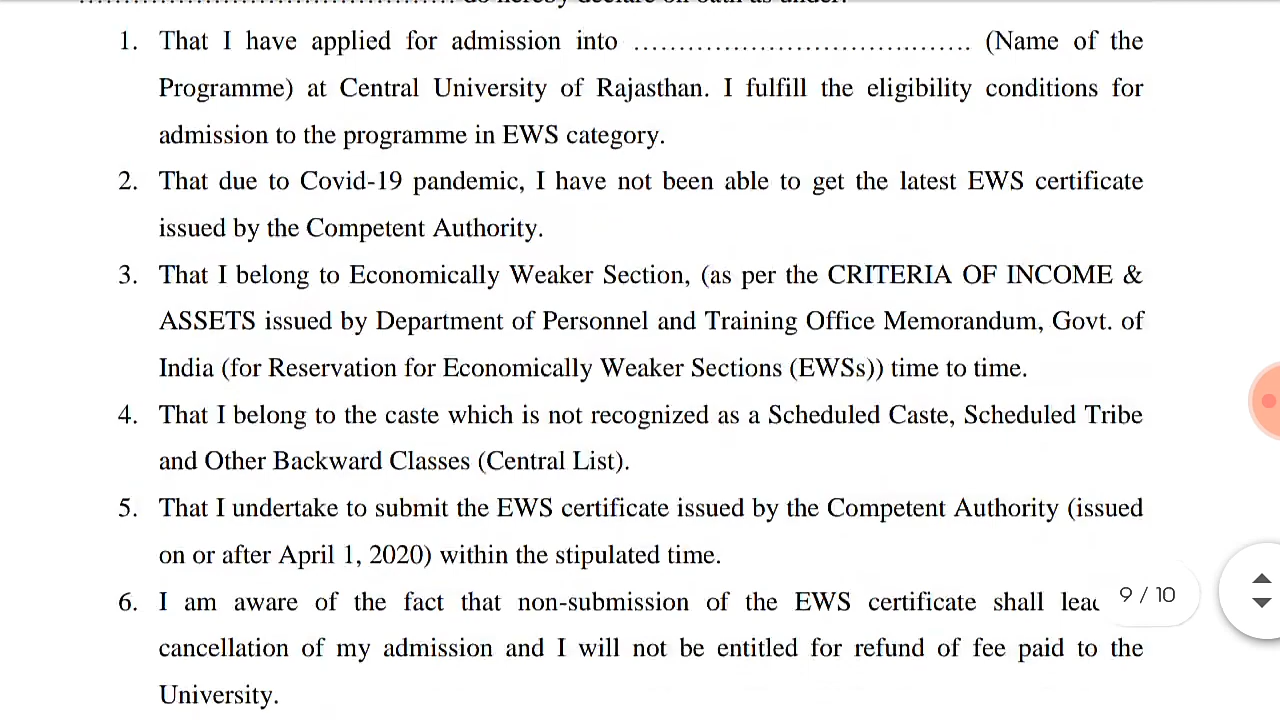 1. That I have applied for admission into ..................................... (Name of the
Programme) at Central University of Rajasthan. I fulfill the eligibility conditions for
admission to the programme in EWS category.
2. That due to Covid-19 pandemic, I have not been able to get the latest EWS certificate
issued by the Competent Authority.
3. That I belong to Economically Weaker Section, (as per the CRITERIA OF INCOME &
ASSETS issued by Department of Personnel and Training Office Memorandum, Govt. of
India (for Reservation for Economically Weaker Sections (EWSs)) time to time.
4. That I belong to the caste which is not recognized as a Scheduled Caste, Scheduled Tribe
and Other Backward Classes (Central List).
5. That I undertake to submit the EWS certificate issued by the Competent Authority (issued
on or after April 1, 2020) within the stipulated time.
6. I am aware of the fact that non-submission of the EWS certificate shall
9 / 10
cancellation of my admission and I will not be entitled for refund of fee paid to the
University.